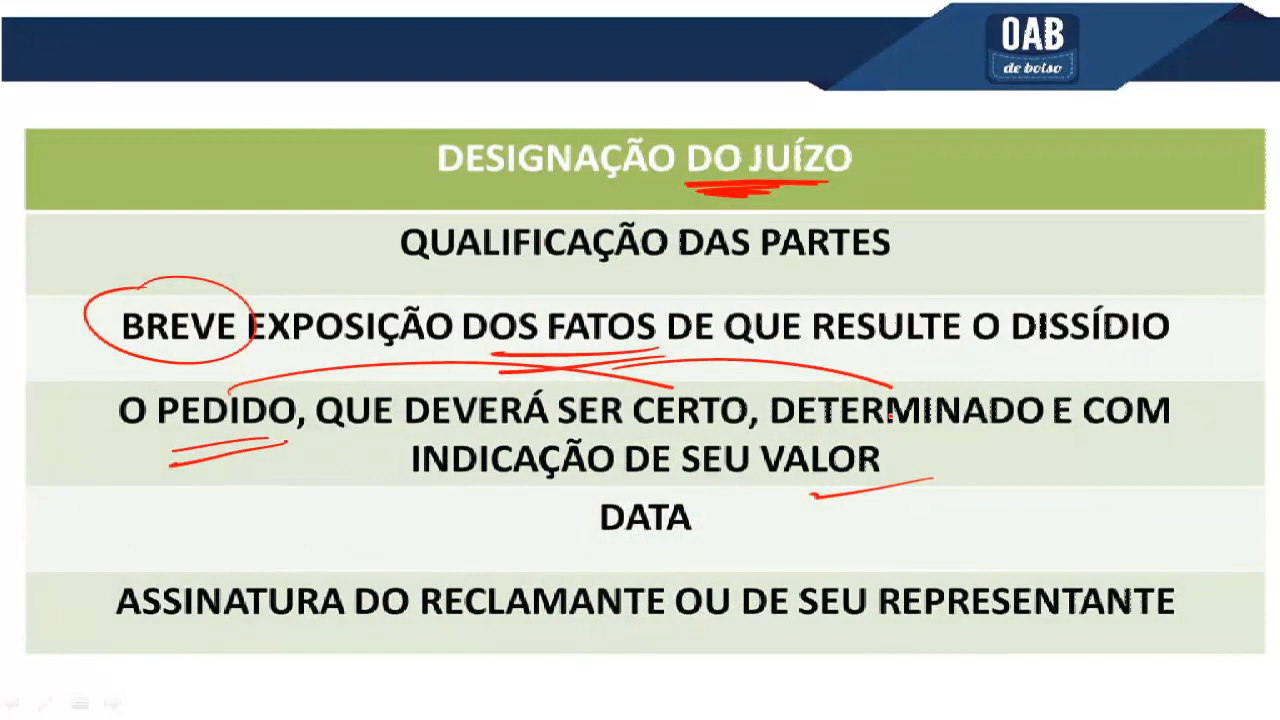 OAB
de bolso
DESIGNAÇÃO DO JUÍZO
QUALIFICAÇÃO DAS PARTES
BREVE EXPOSIÇÃO DOS FATOS DE QUE RESULTE O DISSÍDIO
O PEDIDO, QUE DEVERÁ SER CERTO, DETERMINADO E COM
INDICAÇÃO DE SEU VALOR
DATA
ASSINATURA DO RECLAMANTE OU DE SEU REPRESENTANTE